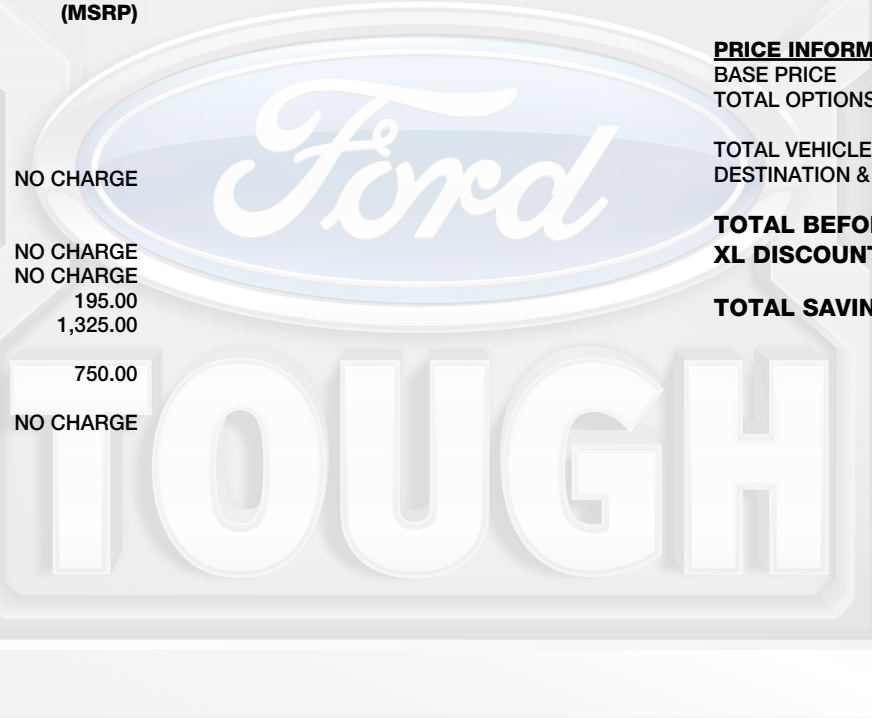 (MSRP)
NO CHARGE
NO CHARGE
NO CHARGE
195.00
1,325.00
750.00
NO CHARGE
PRICE INFORM
BASE PRICE
TOTAL OPTIONS
TOTAL VEHICLE
DESTINATION &
TOTAL BEFO
XL DISCOUNT
TOTAL SAVIN
Ford
TOUGH